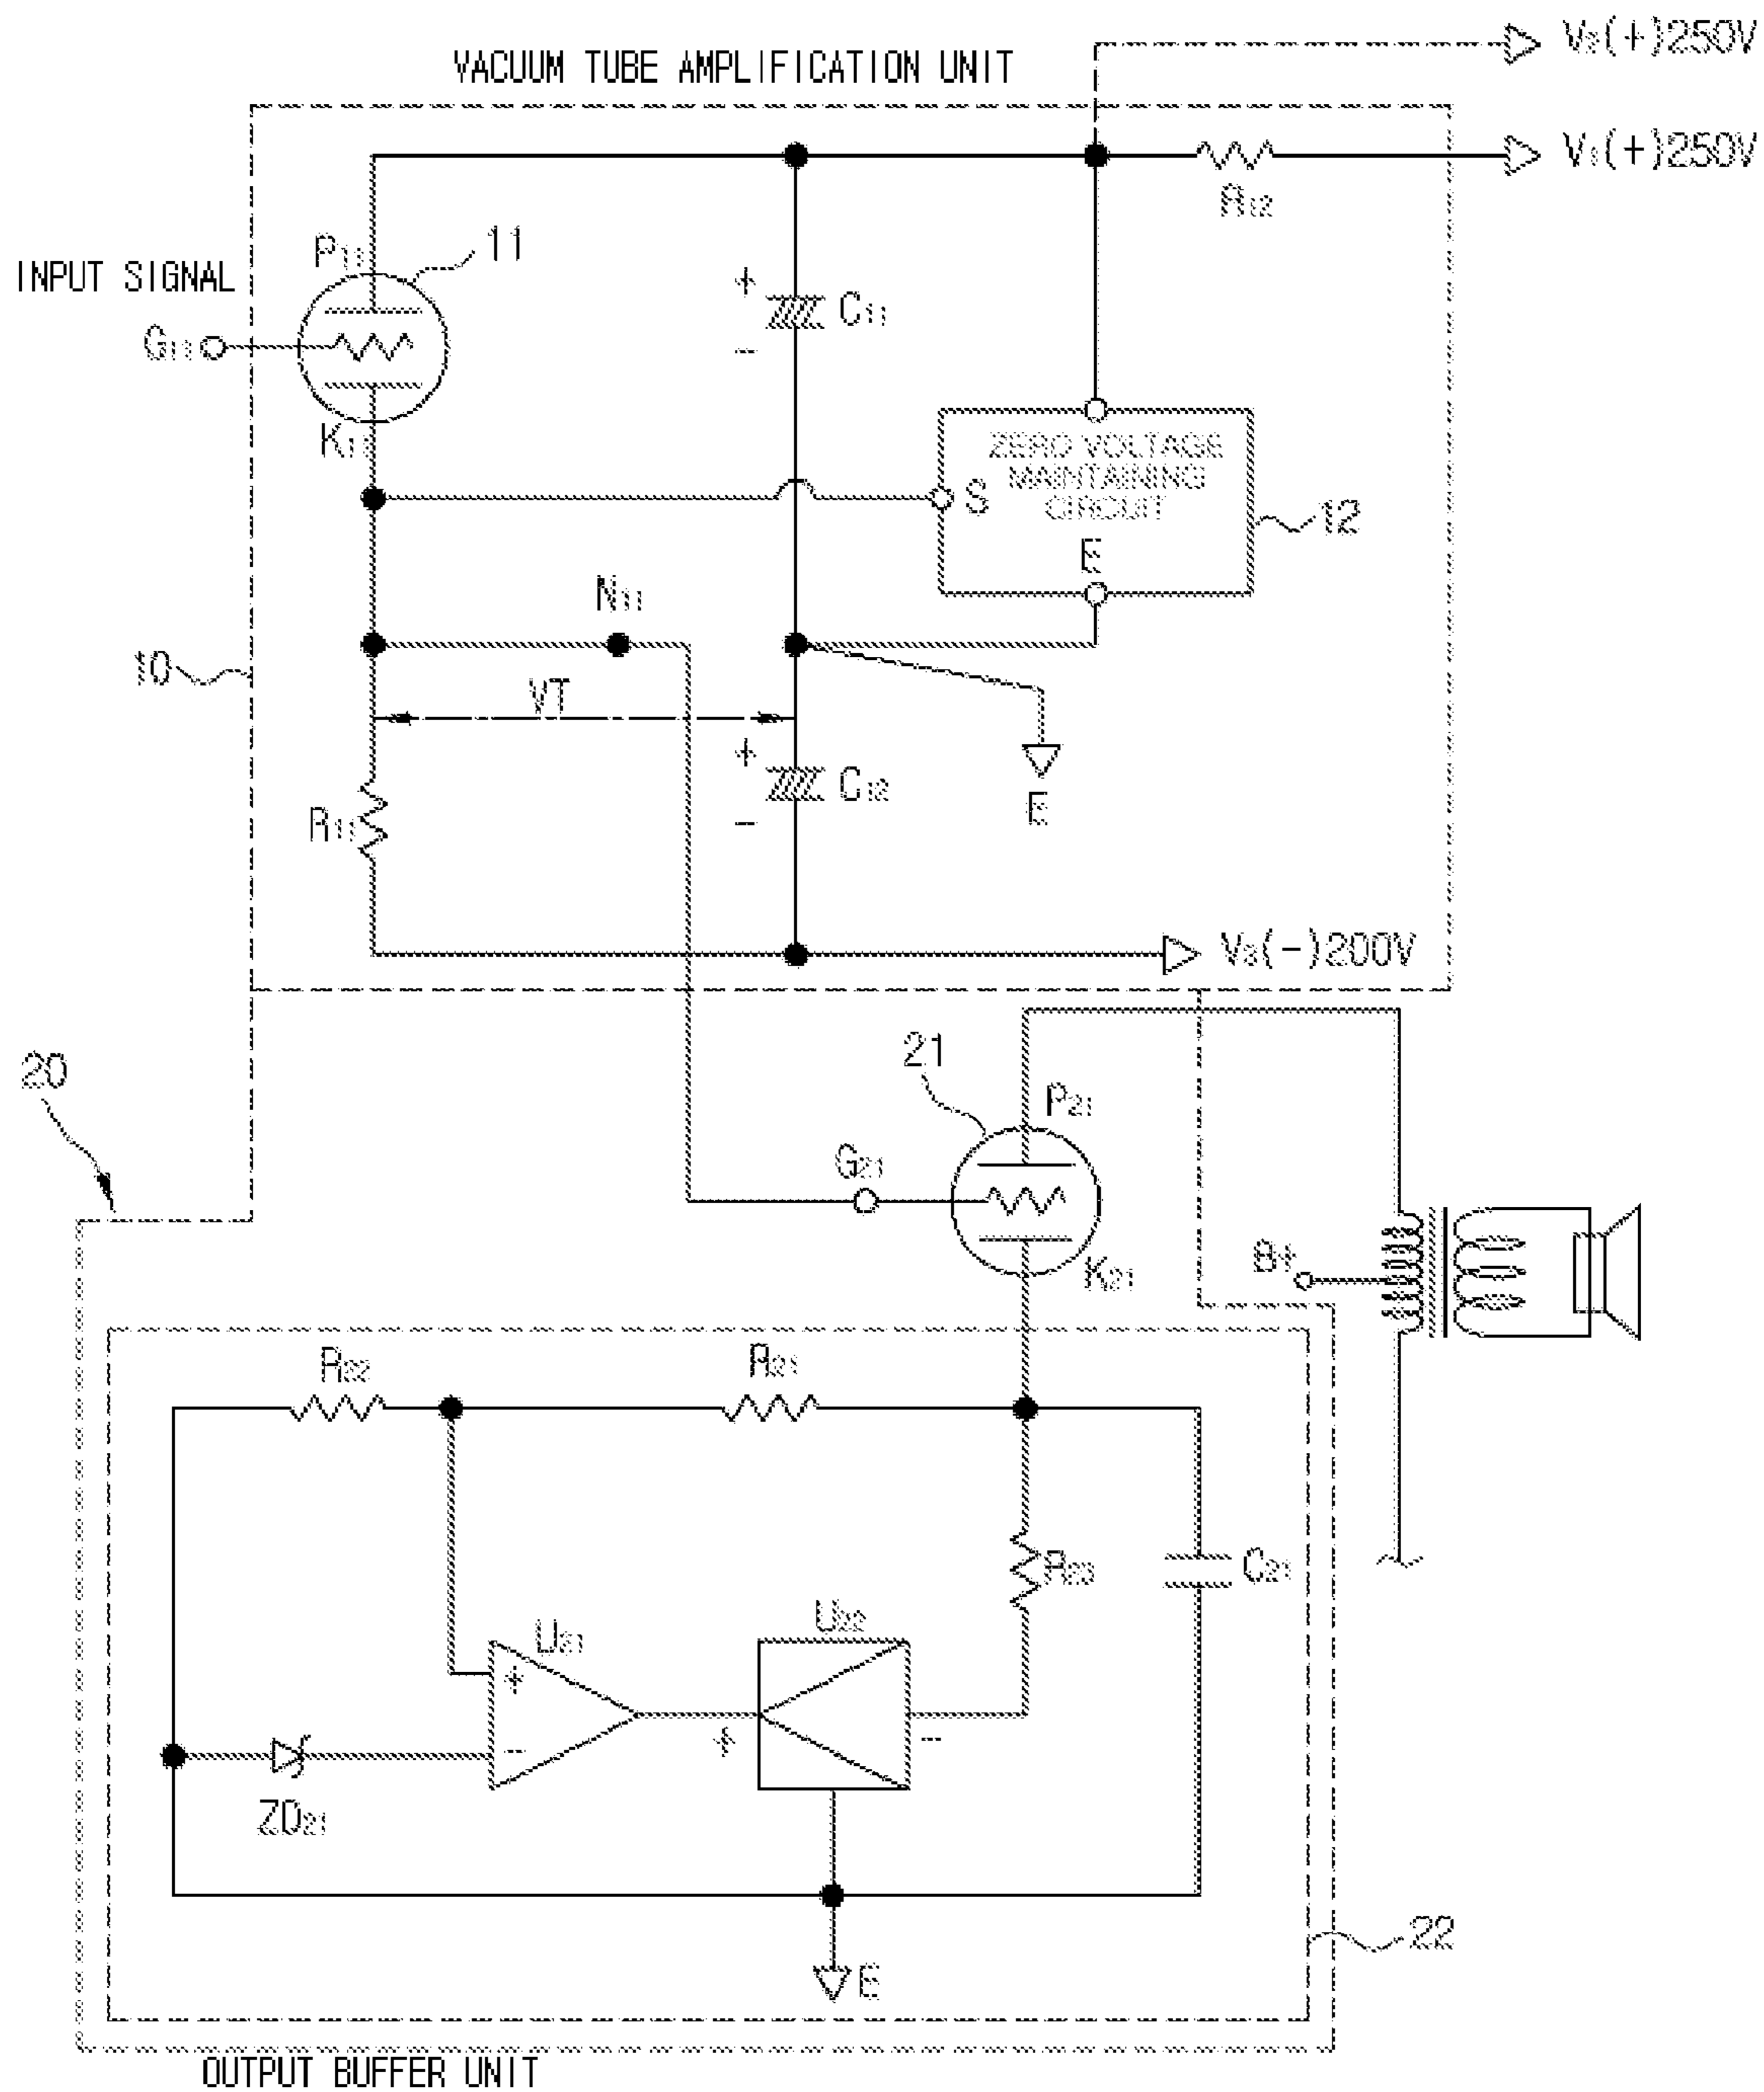 V₂(+)250V
VACUUM TUBE AMPLIFICATION UNIT
V₁(+)250V
R₁₂
P₁₁
11
INPUT SIGNAL
G₁₁
+
C₁₁
-
K₁₁
ZERO VOLTAGE
MAINTAINING
CIRCUIT
S
12
E
N₁₁
10
VT
+
C₁₂
-
E
R₁₁
V₃(-)200V
20
21
P₂₁
G₂₁
K₂₁
B+
R₂₂
R₂₁
R₂₃
C₂₁
U₂₁
U₂₂
+
-
+
-
ZD₂₁
22
E
OUTPUT BUFFER UNIT